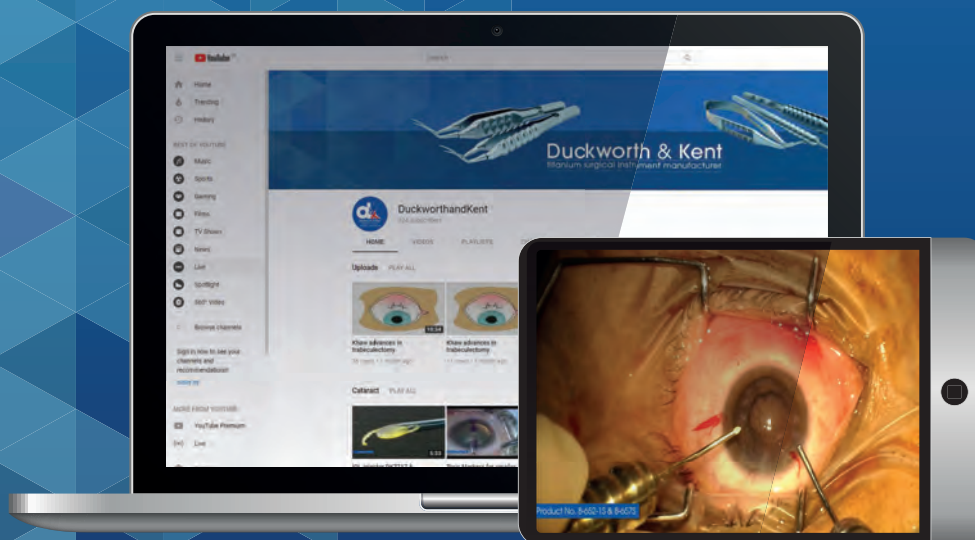 YouTube
Search
Home
Trending
History
BEST OF YOUTUBE
Music
Sports
Gaming
Films
TV Shows
News
Live
Spotlight
360° Video
Browse channels
Sign in now to see your
channels and
recommendations!
MORE FROM YOUTUBE
YouTube Premium
Live
Duckworth & Kent
titanium surgical instrument manufacturer
d&k
DuckworthandKent
HOME
VIDEOS
PLAYLISTS
Uploads PLAY ALL
Khaw advances in
trabeculectomy
Khaw advances in
trabeculectomy
Cataract PLAY ALL
Product No. 8-652-1S & 8-657S